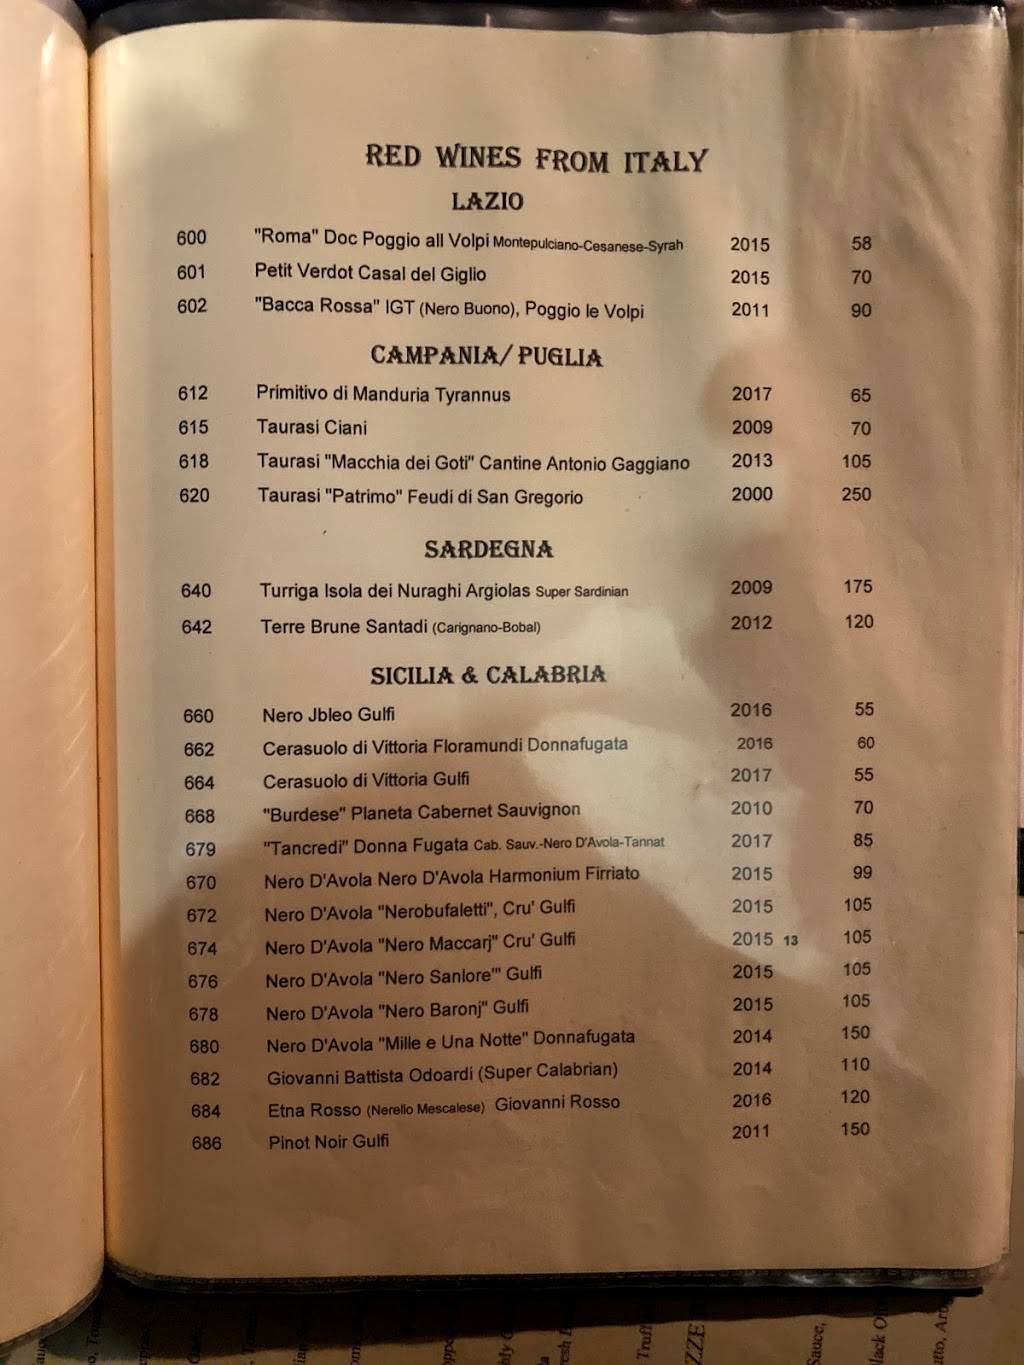 RED WINES FROM ITALY
LAZIO
600 "Roma" Doc Poggio all Volpi Montepulciano-Cesanese-Syrah 2015 58
601 Petit Verdot Casal del Giglio 2015 70
602 "Bacca Rossa" IGT (Nero Buono), Poggio le Volpi 2011 90
CAMPANIA/ PUGLIA
612 Primitivo di Manduria Tyrannus 2017 65
615 Taurasi Ciani 2009 70
618 Taurasi "Macchia dei Goti" Cantine Antonio Gaggiano 2013 105
620 Taurasi "Patrimo" Feudi di San Gregorio 2000 250
SARDEGNA
640 Turriga Isola dei Nuraghi Argiolas Super Sardinian 2009 175
642 Terre Brune Santadi (Carignano-Bobal) 2012 120
SICILIA & CALABRIA
660 Nero Jbleo Gulfi 2016 55
662 Cerasuolo di Vittoria Floramundi Donnafugata 2016 60
664 Cerasuolo di Vittoria Gulfi 2017 55
668 "Burdese" Planeta Cabernet Sauvignon 2010 70
679 "Tancredi" Donna Fugata Cab. Sauv.-Nero D'Avola-Tannat 2017 85
670 Nero D'Avola Nero D'Avola Harmonium Firriato 2015 99
672 Nero D'Avola "Nerobufaletti", Cru' Gulfi 2015 105
674 Nero D'Avola "Nero Maccarj" Cru' Gulfi 2015 13 105
676 Nero D'Avola "Nero Sanlore'" Gulfi 2015 105
678 Nero D'Avola "Nero Baronj" Gulfi 2015 105
680 Nero D'Avola "Mille e Una Notte" Donnafugata 2014 150
682 Giovanni Battista Odoardi (Super Calabrian) 2014 110
684 Etna Rosso (Nerello Mescalese) Giovanni Rosso 2016 120
686 Pinot Noir Gulfi 2011 150